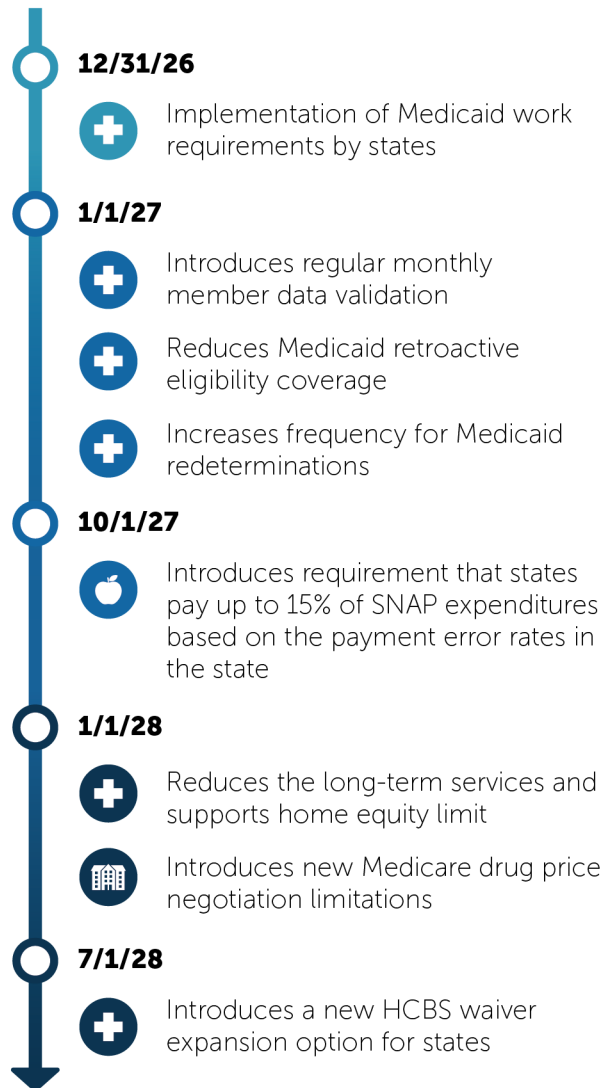 12/31/26
Implementation of Medicaid work
requirements by states
1/1/27
Introduces regular monthly
member data validation
Reduces Medicaid retroactive
eligibility coverage
Increases frequency for Medicaid
redeterminations
10/1/27
Introduces requirement that states
pay up to 15% of SNAP expenditures
based on the payment error rates in
the state
1/1/28
Reduces the long-term services and
supports home equity limit
Introduces new Medicare drug price
negotiation limitations
7/1/28
Introduces a new HCBS waiver
expansion option for states